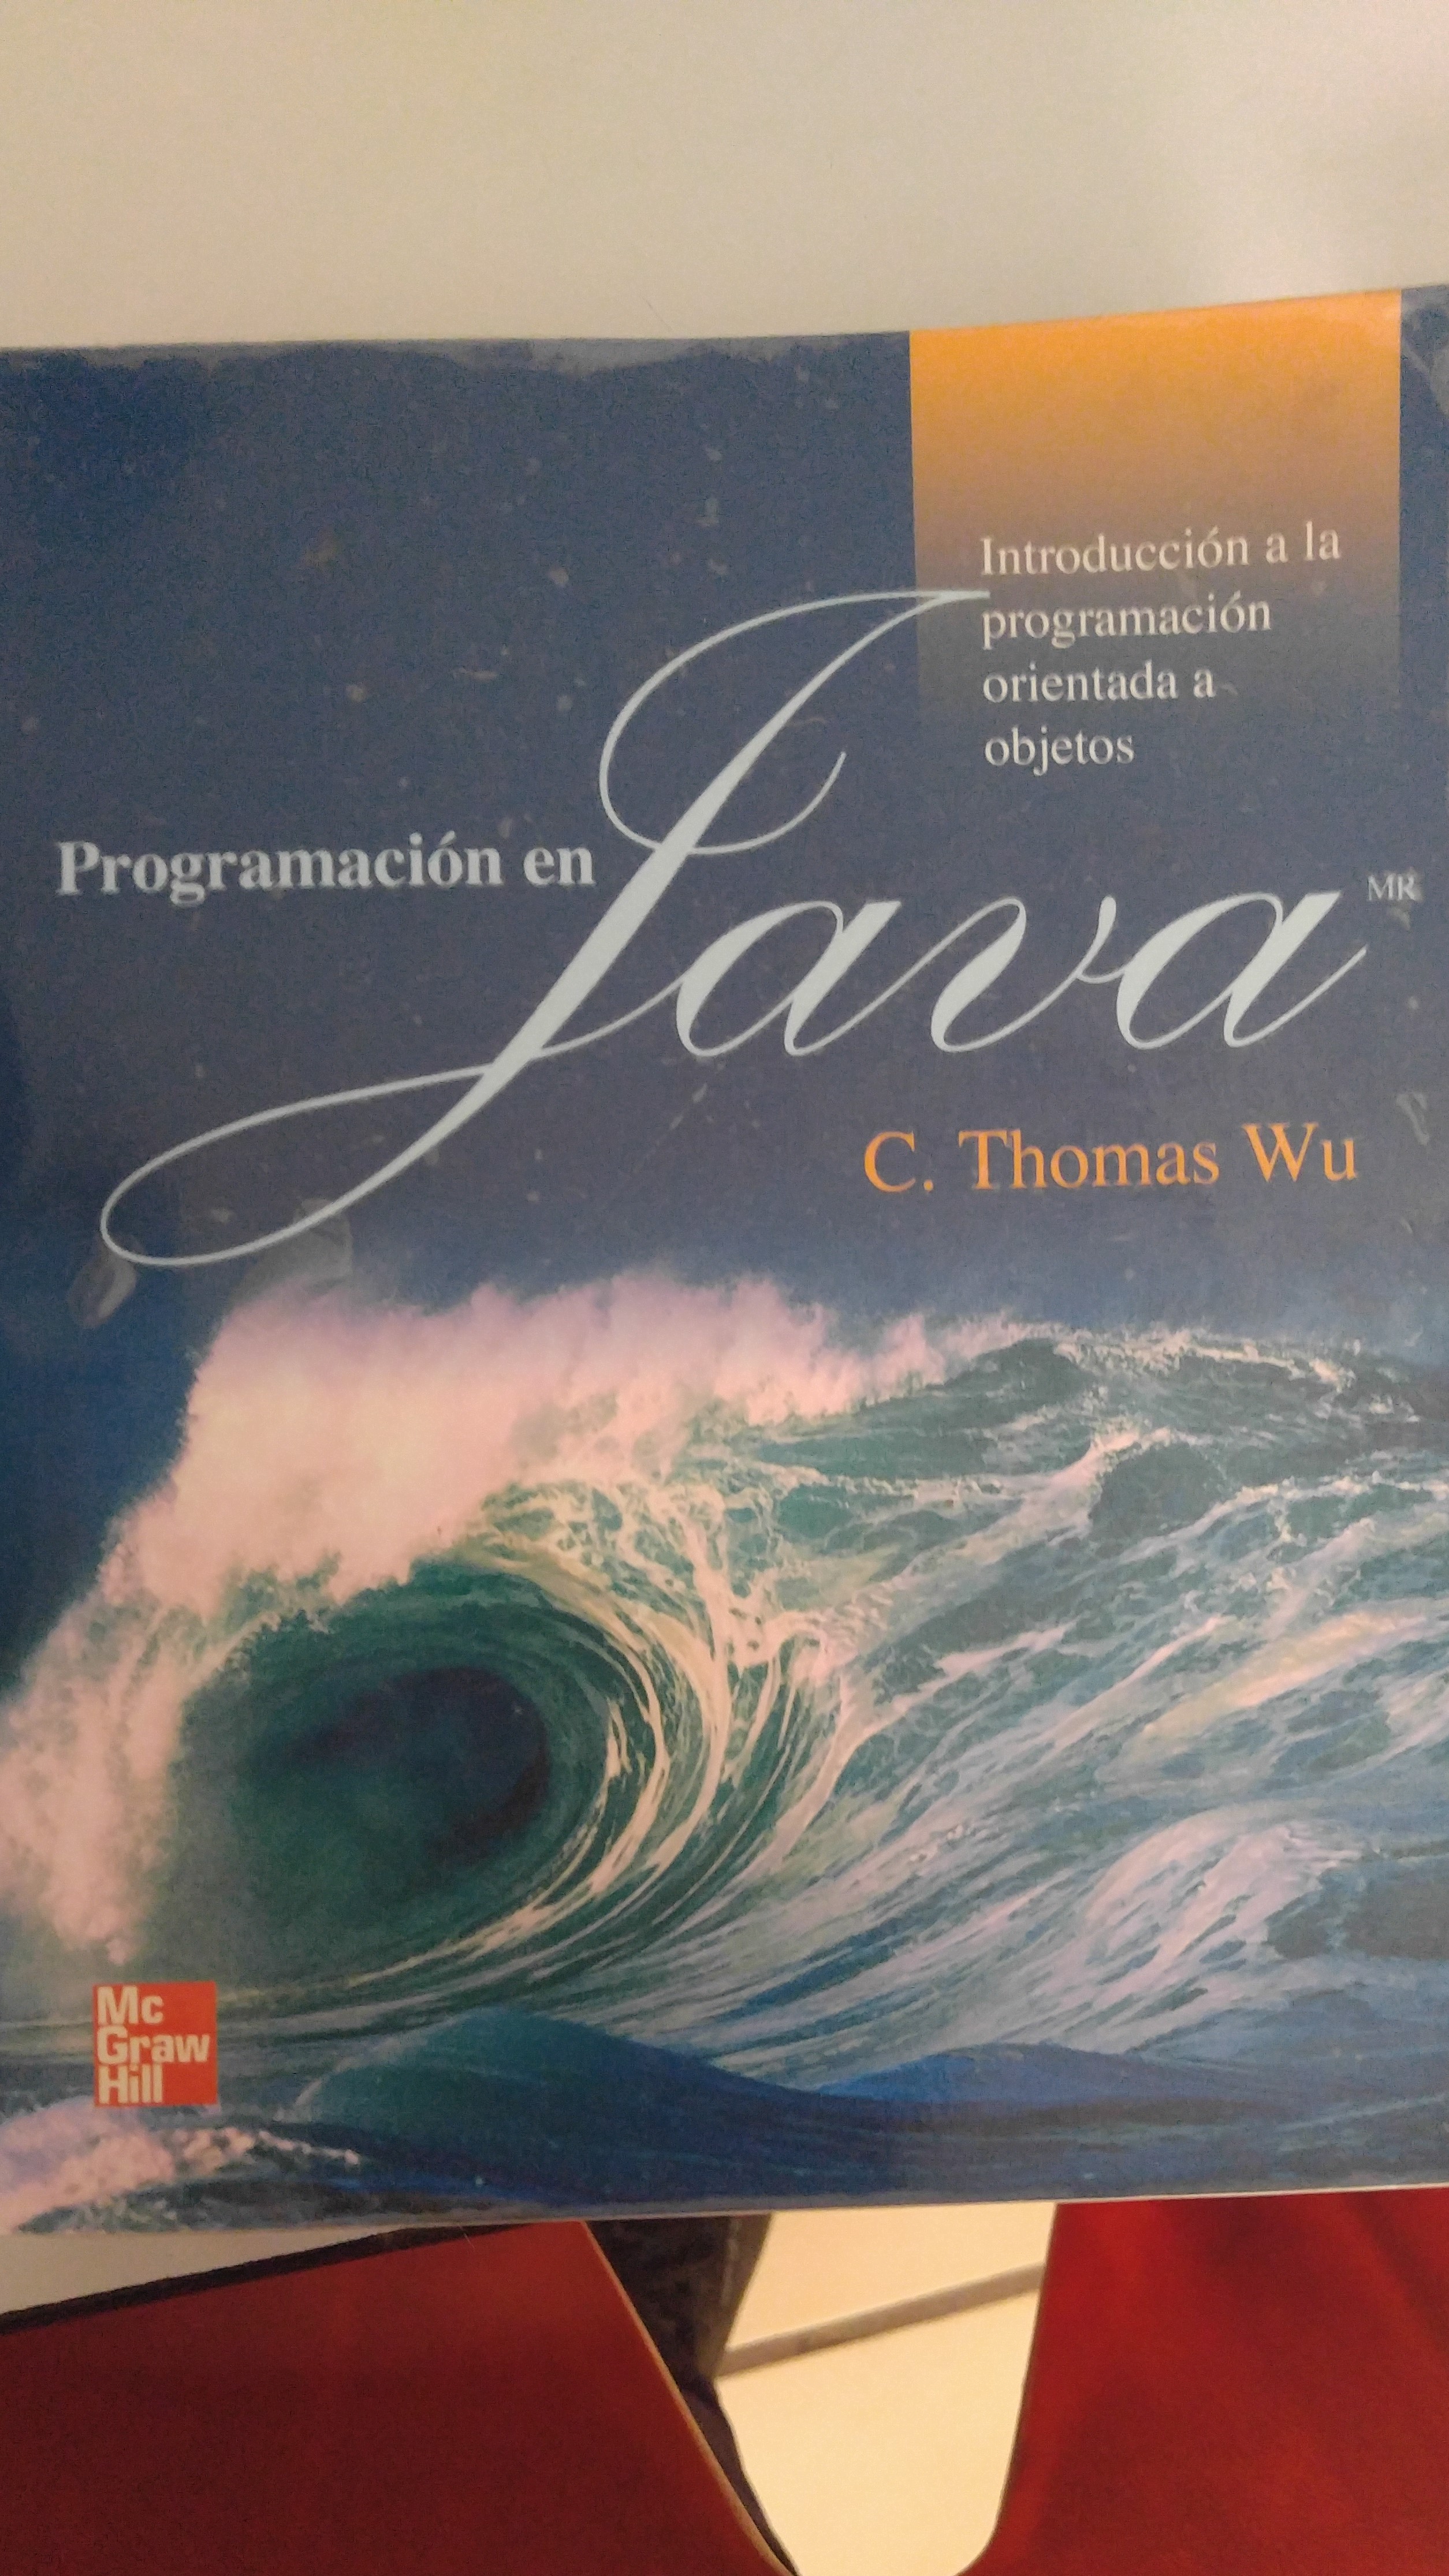 Introducción a la
programación
orientada a
objetos
Programación en Java MR
C. Thomas Wu
Mc
Graw
Hill